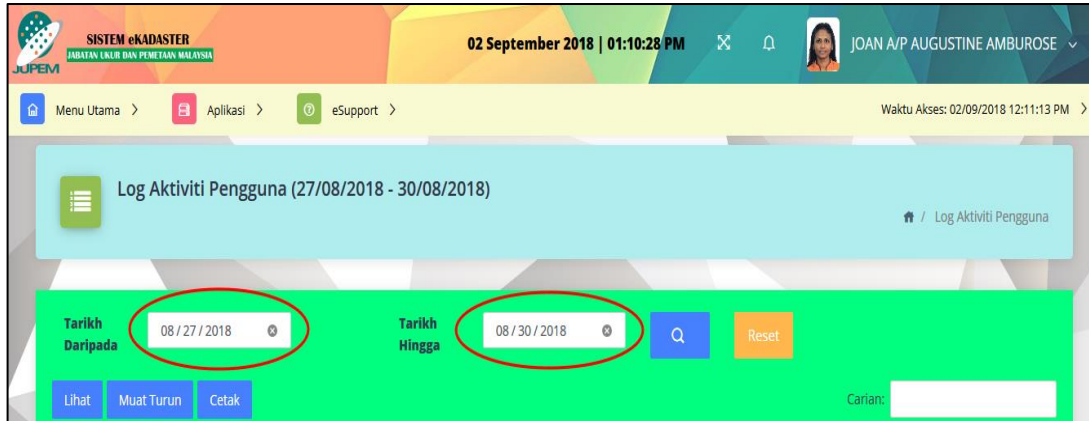 SISTEM eKADASTER
JABATAN UKUR DAN PEMETAAN MALAYSIA
JUPEM
02 September 2018 | 01:10:28 PM
JOAN A/P AUGUSTINE AMBUROSE
Menu Utama > Aplikasi > eSupport >
Waktu Akses: 02/09/2018 12:11:13 PM >
Log Aktiviti Pengguna (27/08/2018 - 30/08/2018)
/ Log Aktiviti Pengguna
Tarikh Daripada
08 / 27 / 2018
Tarikh Hingga
08 / 30 / 2018
Reset
Lihat Muat Turun Cetak
Carian: